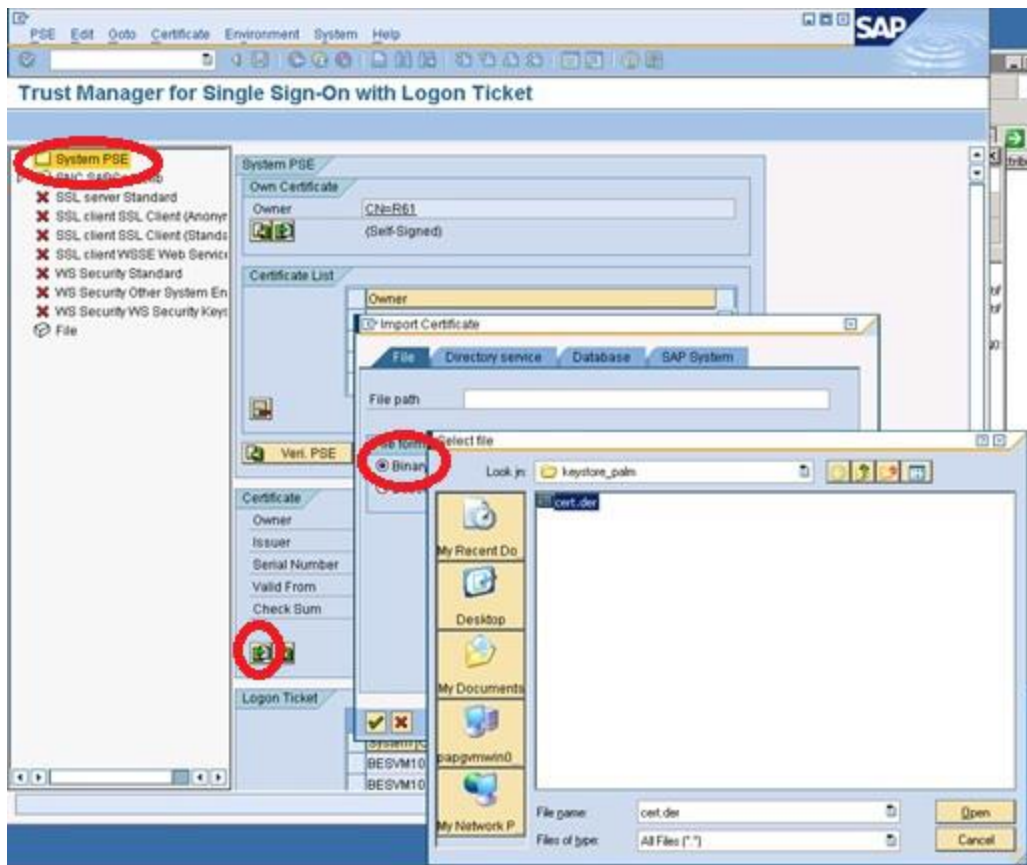 PSE Edit Goto Certificate Environment System Help
SAP
Trust Manager for Single Sign-On with Logon Ticket
System PSE
SSL server Standard
SSL client SSL Client (Anonyr
SSL client SSL Client (Standa
SSL client WSSE Web Service
WS Security Standard
WS Security Other System En
WS Security WS Security Keys
File
System PSE
Own Certificate
Owner CN=R61
(Self-Signed)
Certificate List
Owner
Veri. PSE
Certificate
Owner
Issuer
Serial Number
Valid From
Check Sum
Logon Ticket
BESVM10
BESVM10
Import Certificate
File Directory service Database SAP System
File path
Binary
Select file
Look in: keystore_palm
cert.der
My Recent Do
Desktop
My Documents
papgvmwin0
My Network P
File name: cert.der Open
Files of type: All Files (*.*) Cancel